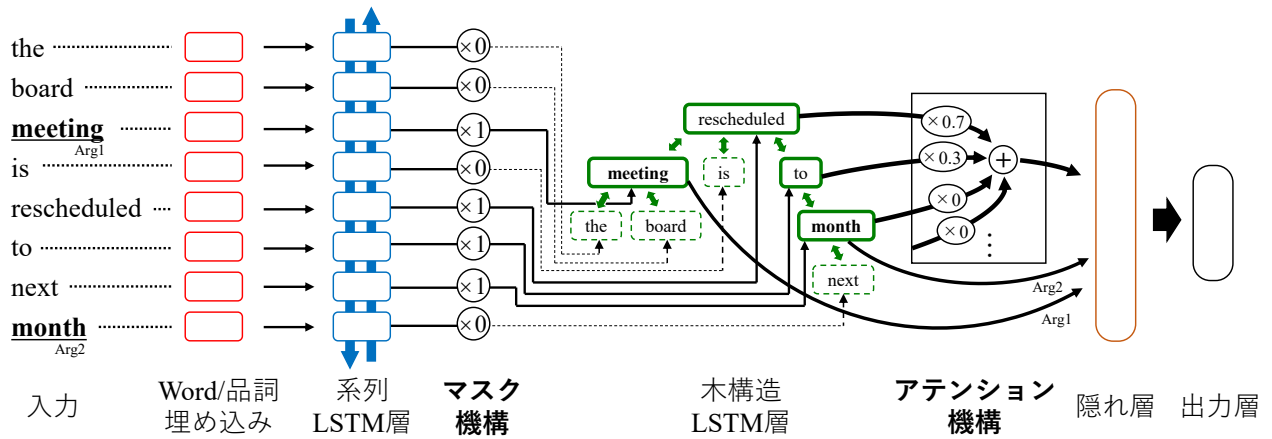 the
board
meeting
Arg1
is
rescheduled
to
next
month
Arg2
×0
×0
×1
×0
×1
×1
×1
×0
rescheduled
meeting
is
to
the
board
month
next
×0.7
×0.3
×0
×0
+
⋮
Arg2
Arg1
入力
Word/品詞
埋め込み
系列
LSTM層
マスク
機構
木構造
LSTM層
アテンション
機構
隠れ層
出力層